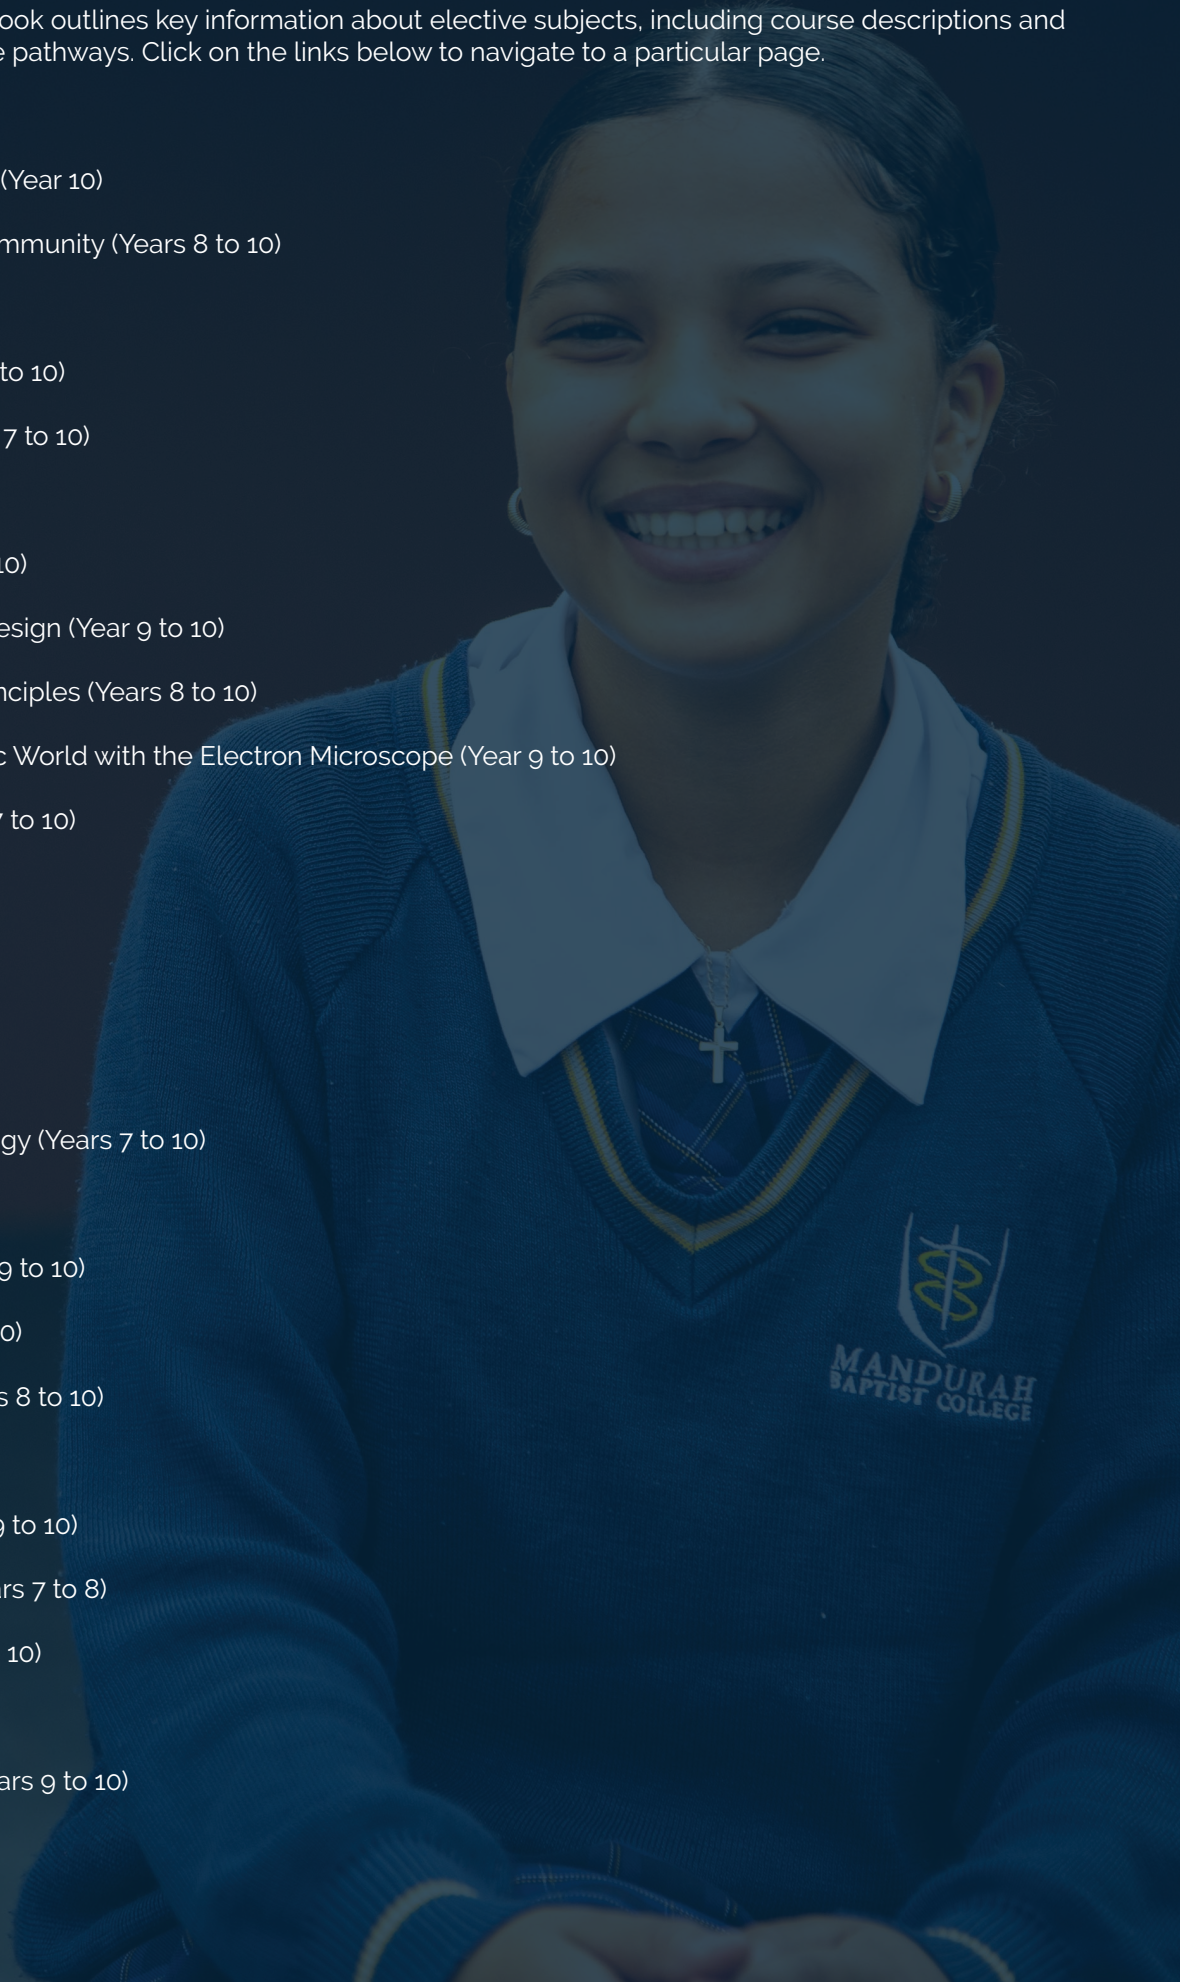 ook outlines key information about elective subjects, including course descriptions and
e pathways. Click on the links below to navigate to a particular page.
(Year 10)
mmunity (Years 8 to 10)
to 10)
7 to 10)
10)
esign (Year 9 to 10)
nciples (Years 8 to 10)
c World with the Electron Microscope (Year 9 to 10)
7 to 10)
gy (Years 7 to 10)
9 to 10)
0)
s 8 to 10)
9 to 10)
rs 7 to 8)
10)
ars 9 to 10)
MANDURAH
BAPTIST COLLEGE